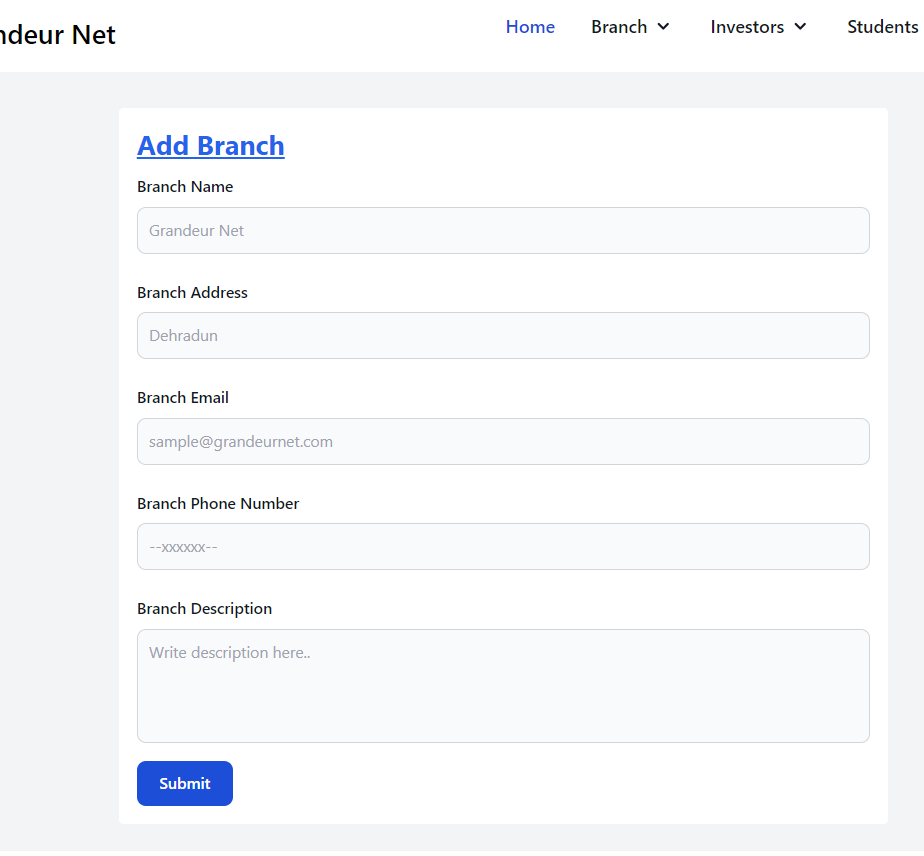 ndeur Net
Home Branch Investors Students
Add Branch
Branch Name
Grandeur Net
Branch Address
Dehradun
Branch Email
sample@grandeurnet.com
Branch Phone Number
--xxxxxx--
Branch Description
Write description here..
Submit